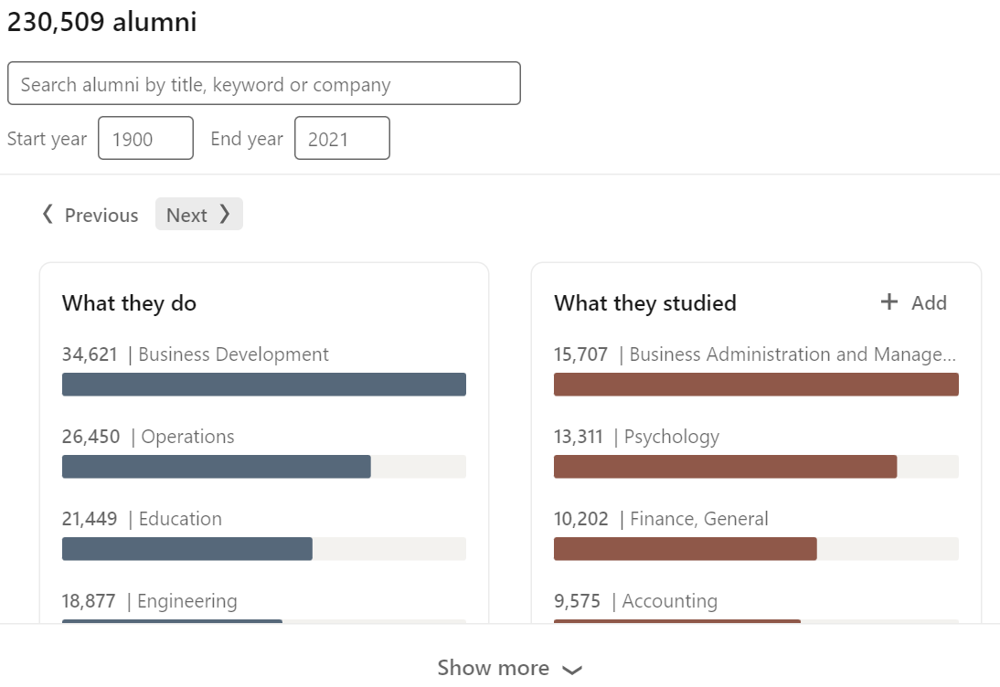 230,509 alumni
Search alumni by title, keyword or company
Start year 1900 End year 2021
Previous Next
What they do
34,621 | Business Development
26,450 | Operations
21,449 | Education
18,877 | Engineering
What they studied + Add
15,707 | Business Administration and Manage...
13,311 | Psychology
10,202 | Finance, General
9,575 | Accounting
Show more